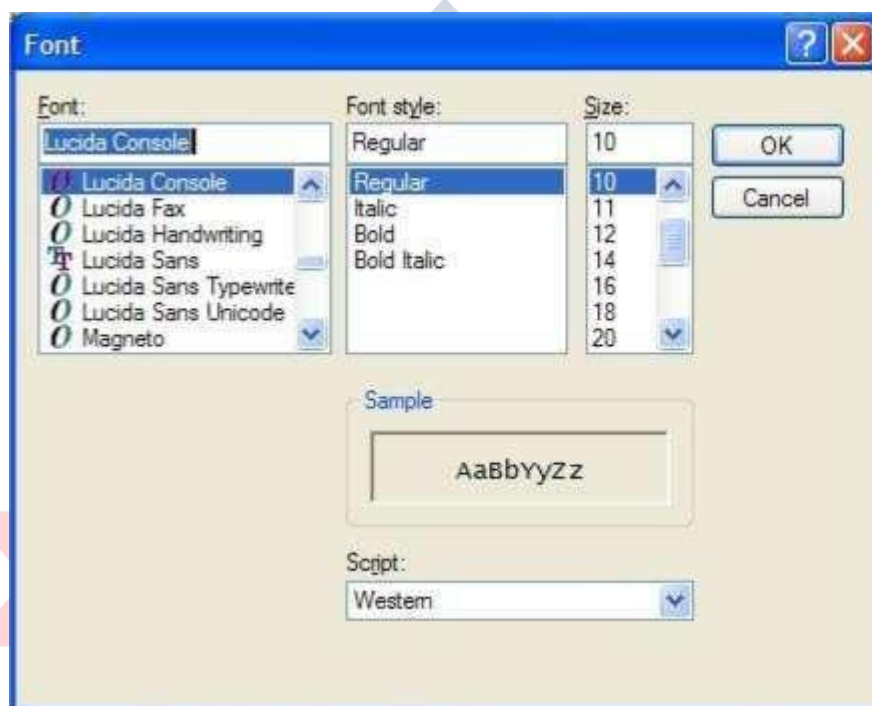 Font
Font:
Lucida Console
Lucida Console
Lucida Fax
Lucida Handwriting
Lucida Sans
Lucida Sans Typewrite
Lucida Sans Unicode
Magneto
Font style:
Regular
Regular
Italic
Bold
Bold Italic
Size:
10
10
11
12
14
16
18
20
OK
Cancel
Sample
AaBbYyZz
Script:
Western